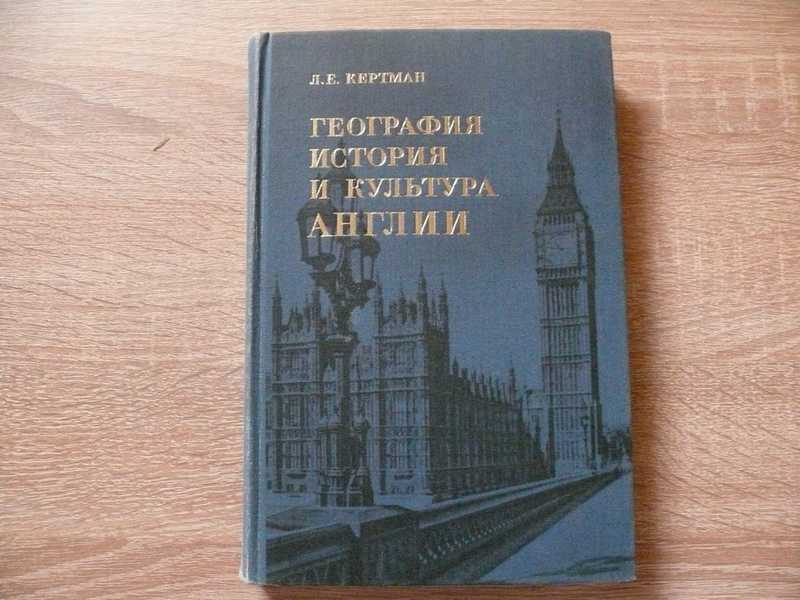 Л.Е. КЕРТМАН
ГЕОГРАФИЯ
ИСТОРИЯ
И КУЛЬТУРА
АНГЛИИ